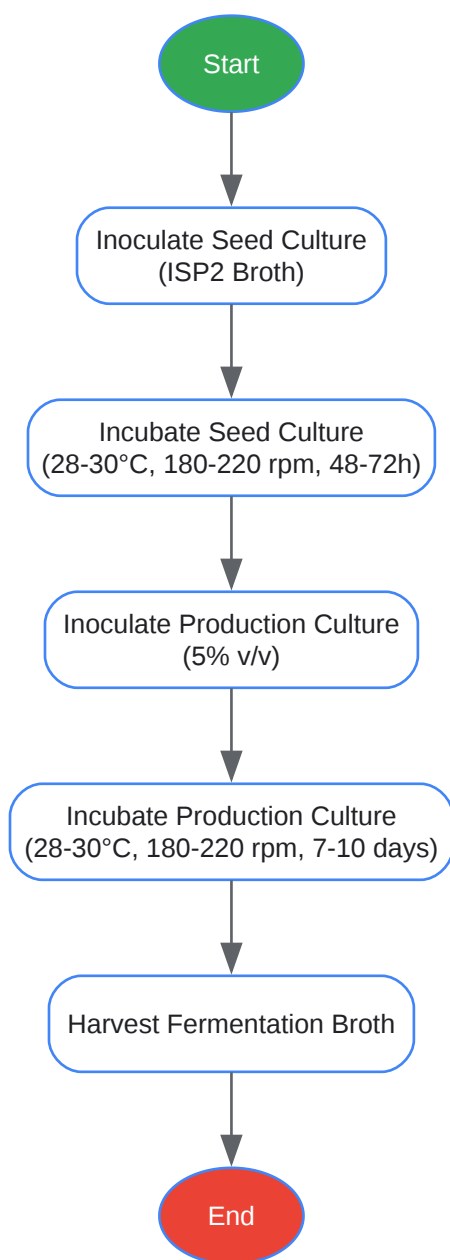 Start
Inoculate Seed Culture
(ISP2 Broth)
Incubate Seed Culture
(28-30°C, 180-220 rpm, 48-72h)
Inoculate Production Culture
(5% v/v)
Incubate Production Culture
(28-30°C, 180-220 rpm, 7-10 days)
Harvest Fermentation Broth
End